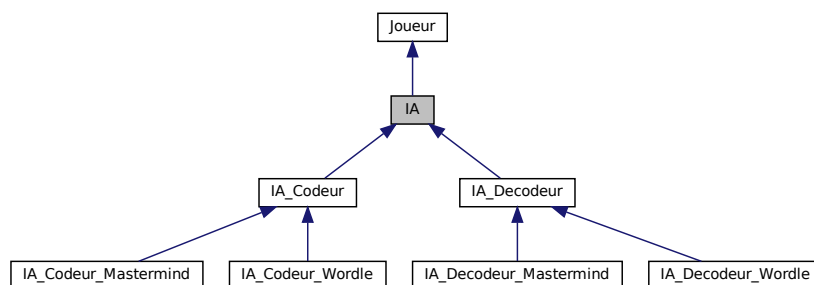 Joueur
IA
IA_Codeur
IA_Decodeur
IA_Codeur_Mastermind
IA_Codeur_Wordle
IA_Decodeur_Mastermind
IA_Decodeur_Wordle